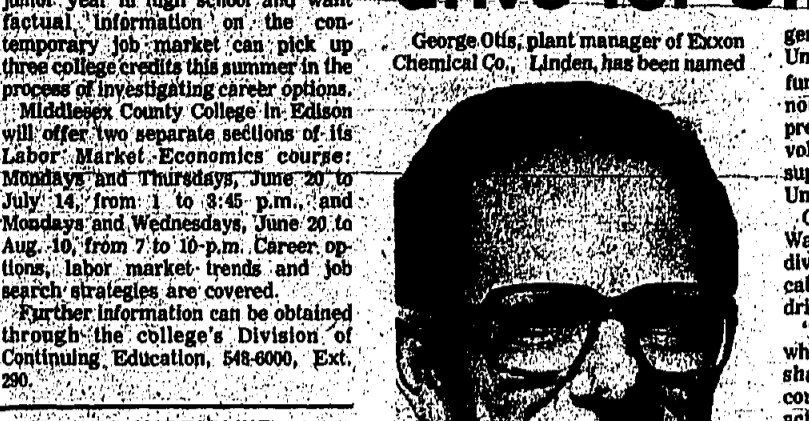 junior year in high school and want
factual information on the con-
temporary job market can pick up
three college credits this summer in the
process of investigating career options.
Middlesex County College in Edison
will offer two separate sections of its
Labor Market Economics course:
Mondays and Thursdays, June 20 to
July 14, from 1 to 3:45 p.m., and
Mondays and Wednesdays, June 20 to
Aug. 10, from 7 to 10 p.m. Career op-
tions, labor market trends and job
search strategies are covered.
Further information can be obtained
through the college's Division of
Continuing Education, 548-6000, Ext.
290.
George Otis, plant manager of Exxon
Chemical Co., Linden, has been named